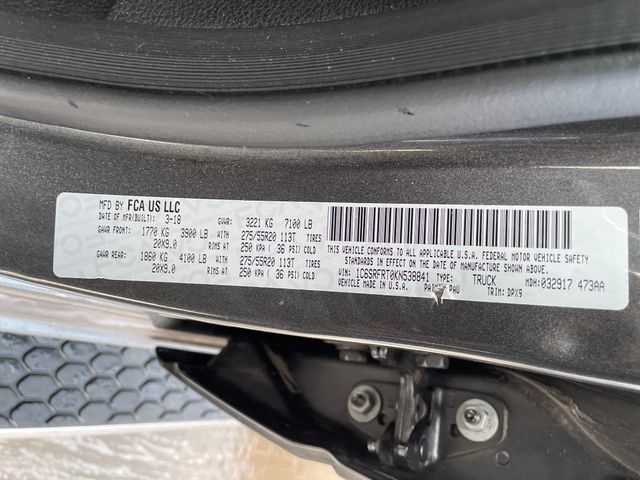 MFD BY FCA US LLC
DATE OF MFR(BUILT): 3-18 GVWR: 3221 KG 7100 LB
GAWR FRONT: 1770 KG 3900 LB WITH 275/55R20 113T TIRES
20X9.0 RIMS AT 250 KPA ( 36 PSI) COLD
GAWR REAR: 1860 KG 4100 LB WITH 275/55R20 113T TIRES
20X9.0 RIMS AT 250 KPA ( 36 PSI) COLD
THIS VEHICLE CONFORMS TO ALL APPLICABLE U.S.A. FEDERAL MOTOR VEHICLE SAFETY
STANDARDS IN EFFECT ON THE DATE OF MANUFACTURE SHOWN ABOVE.
VIN: 1C6SRFRT0KN538841 TYPE: TRUCK MDH: 032917 473AA
VEHICLE MADE IN U.S.A. PAU TRIM: DPX9